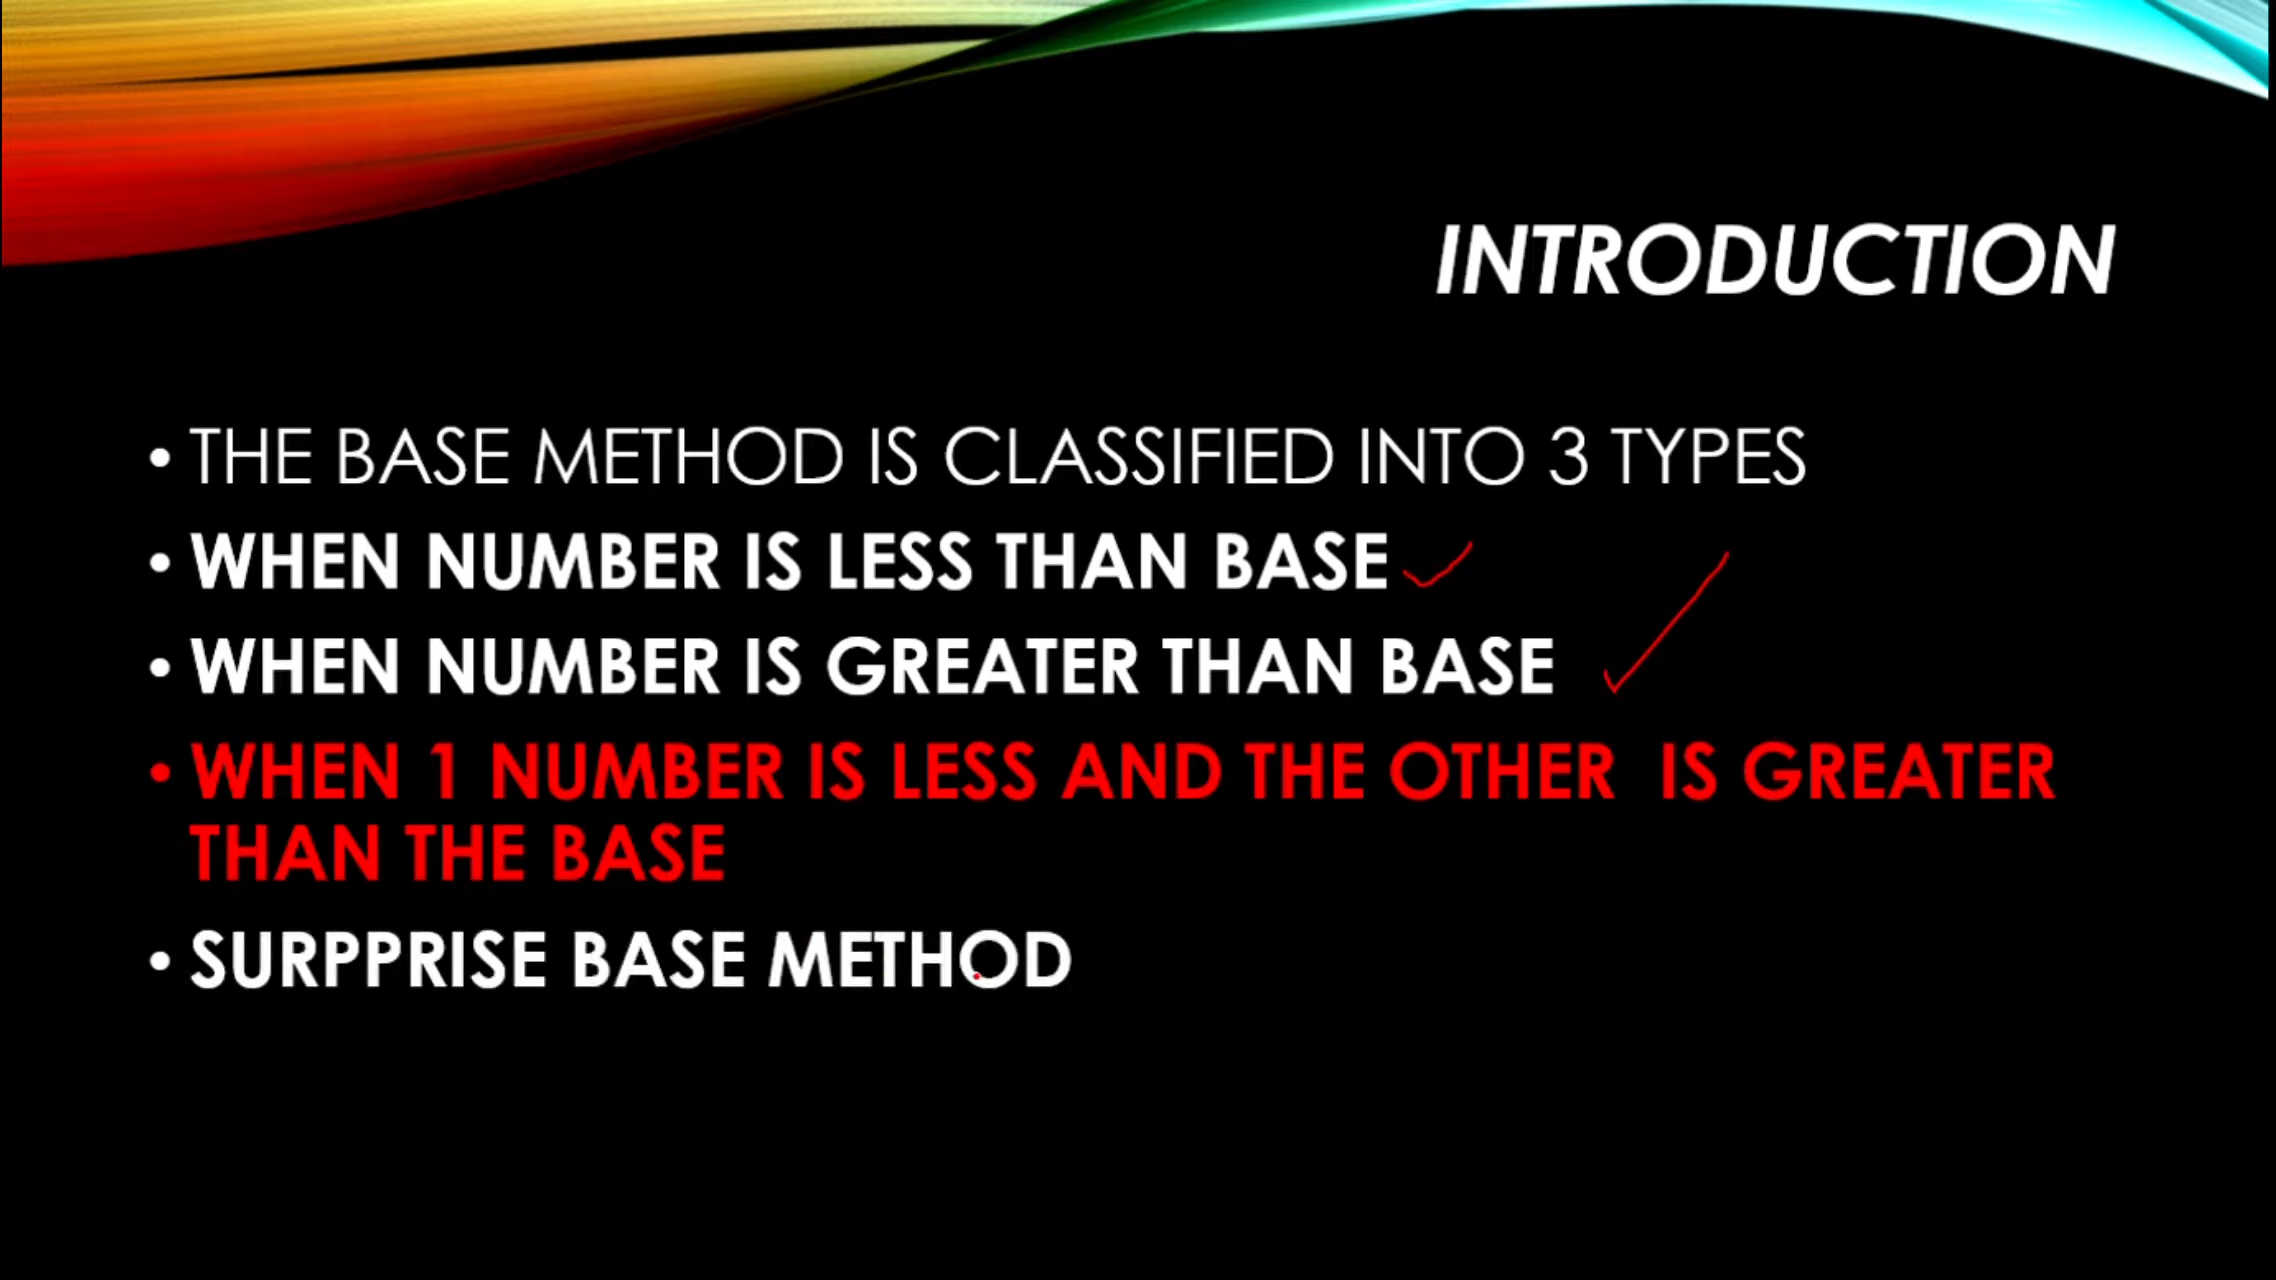 INTRODUCTION
• THE BASE METHOD IS CLASSIFIED INTO 3 TYPES
• WHEN NUMBER IS LESS THAN BASE
• WHEN NUMBER IS GREATER THAN BASE
• WHEN 1 NUMBER IS LESS AND THE OTHER IS GREATER
THAN THE BASE
• SURPPRISE BASE METHOD